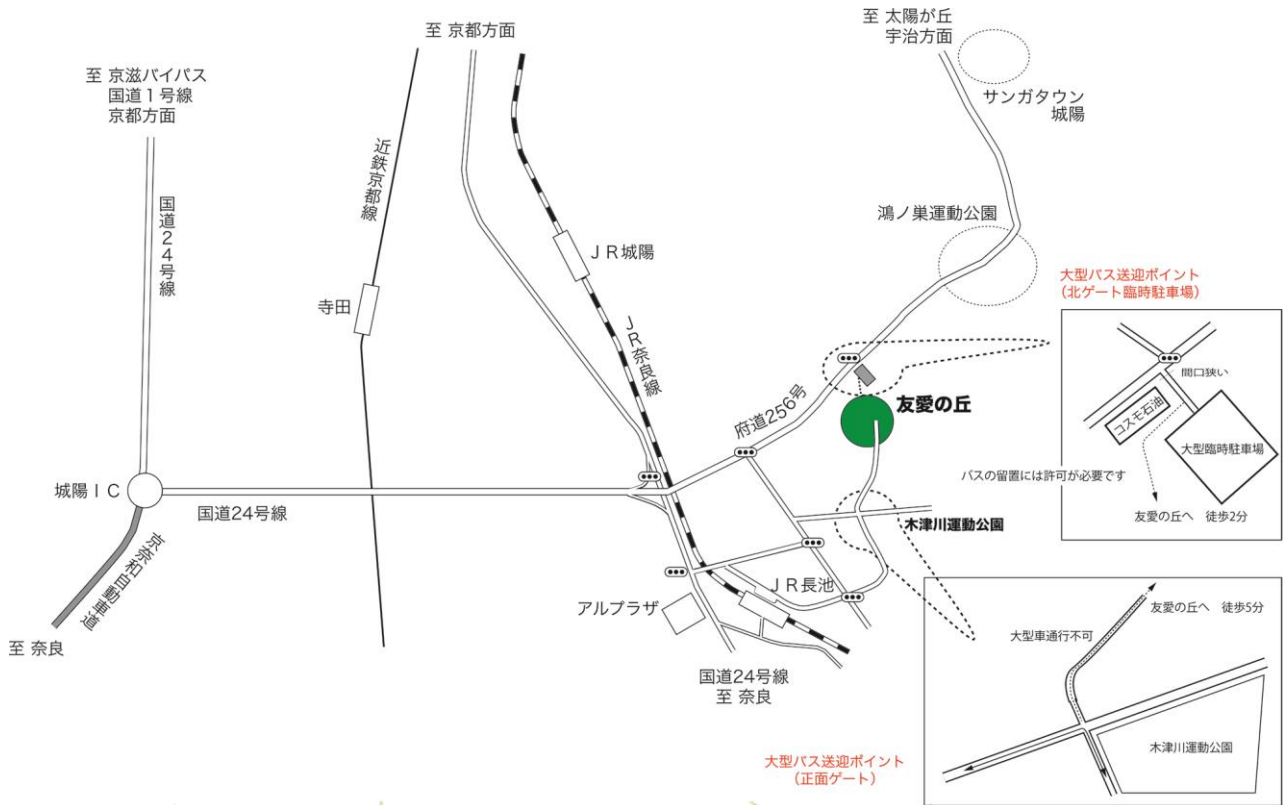 至 京都方面
至 太陽が丘
宇治方面
至 京滋バイパス
国道1号線
京都方面
サンガタウン
城陽
近鉄京都線
国道24号線
鴻ノ巣運動公園
JR城陽
寺田
JR奈良線
大型バス送迎ポイント
(北ゲート臨時駐車場)
間口狭い
コスモ石油
大型臨時駐車場
バスの留置には許可が必要です
友愛の丘へ 徒歩2分
府道256号
友愛の丘
城陽IC
国道24号線
木津川運動公園
京奈和自動車道
至 奈良
JR長池
アルプラザ
国道24号線
至 奈良
友愛の丘へ 徒歩5分
大型車通行不可
木津川運動公園
大型バス送迎ポイント
(正面ゲート)